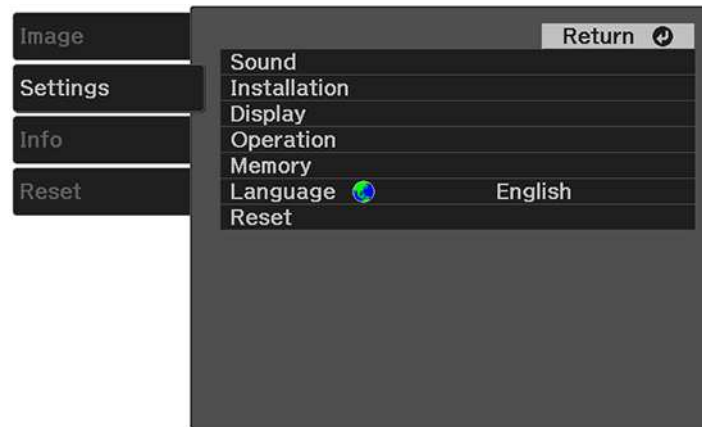 Image
Settings
Info
Reset
Return
Sound
Installation
Display
Operation
Memory
Language English
Reset